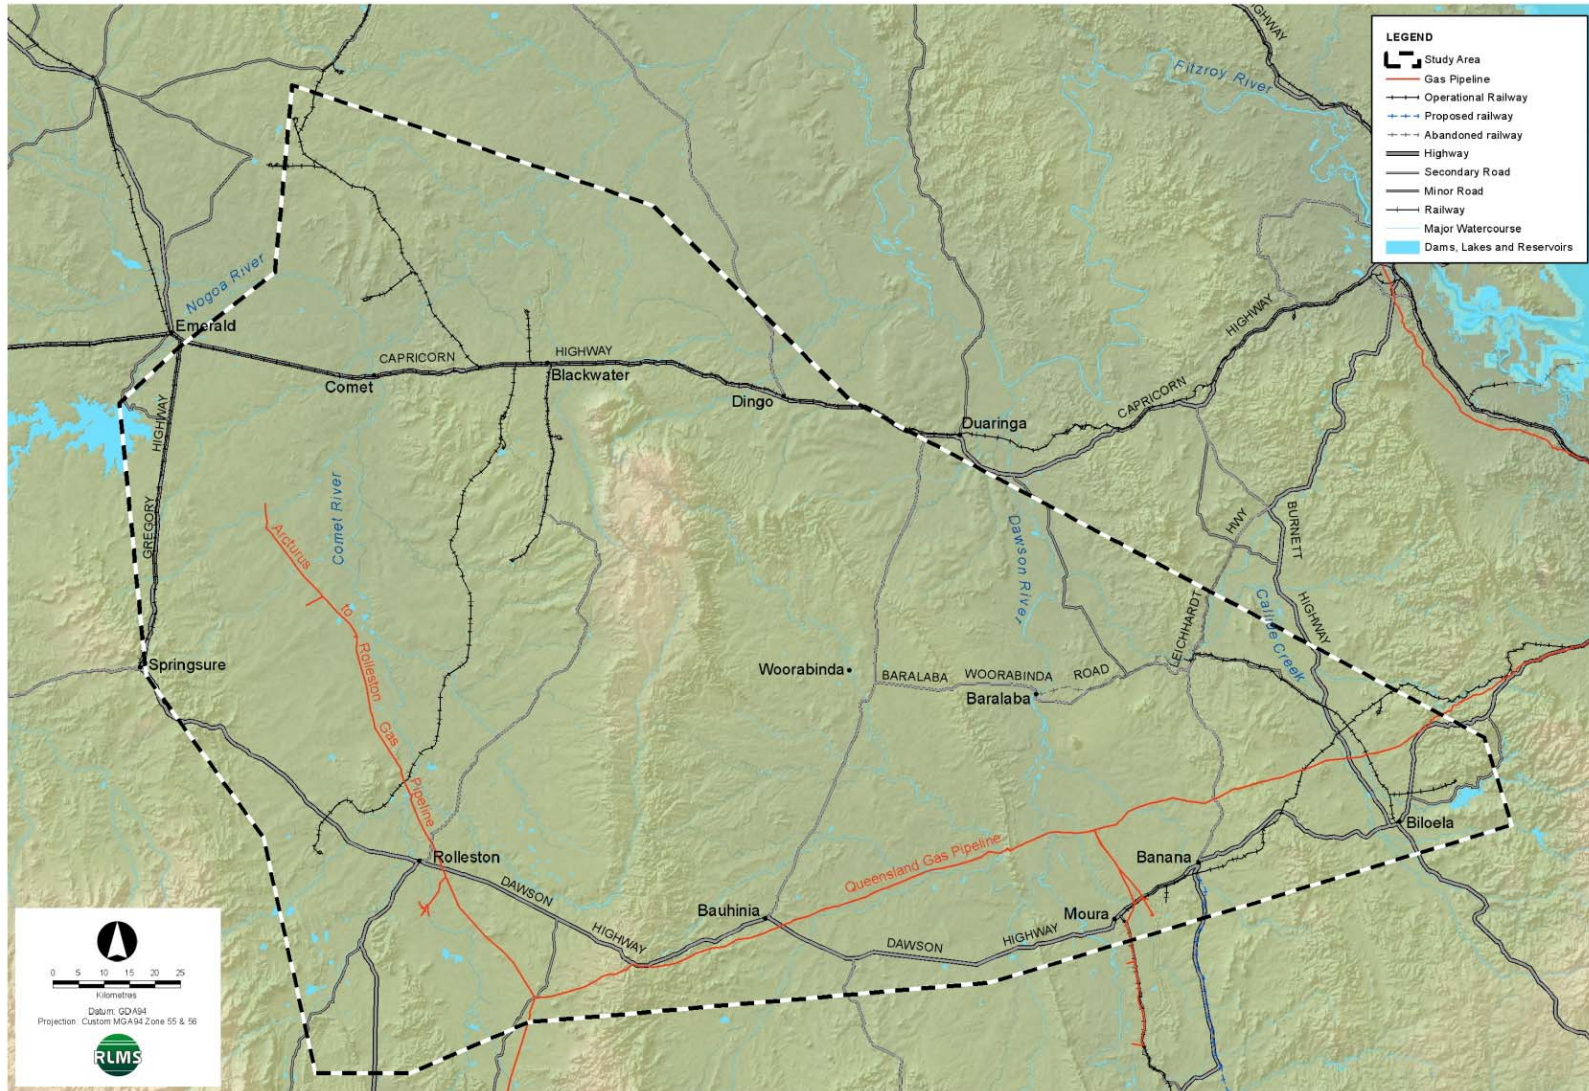 HIGHWAY
LEGEND
Study Area
Gas Pipeline
Operational Railway
Proposed railway
Abandoned railway
Highway
Secondary Road
Minor Road
Railway
Major Watercourse
Dams, Lakes and Reservoirs
Fitzroy River
Nogoa River
Emerald
HIGHWAY
CAPRICORN
HIGHWAY
Comet
Blackwater
Dingo
CAPRICORN
HIGHWAY
Duaringa
GREGORY
HIGHWAY
Comet River
Arcturus
to
Rolleston
Gas
Pipeline
Dawson River
HWY
LEICHHARDT
BURNETT
HIGHWAY
Callide Creek
Springsure
Woorabinda
BARALABA
WOORABINDA
ROAD
Baralaba
Biloela
Rolleston
Queensland Gas Pipeline
Banana
DAWSON
HIGHWAY
Bauhinia
Moura
DAWSON
HIGHWAY
0 5 10 15 20 25
Kilometres
Datum: GDA94
Projection: Custom MGA94 Zone 55 & 56
RLMS